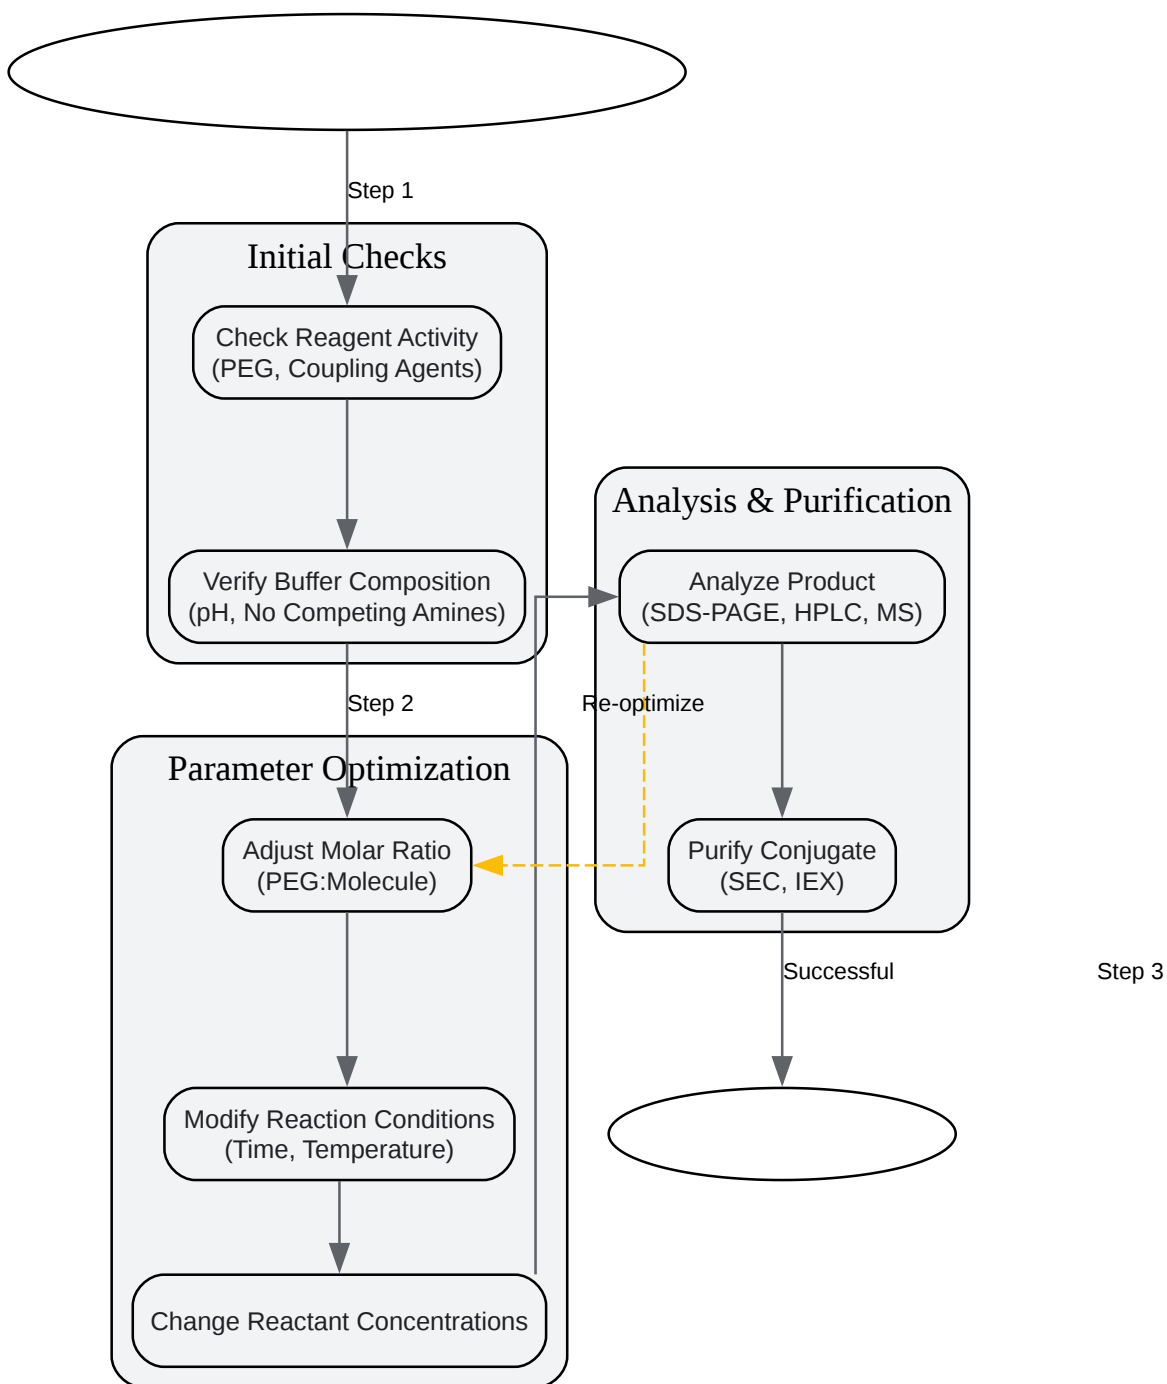 Step 1
Initial Checks
Check Reagent Activity
(PEG, Coupling Agents)
Verify Buffer Composition
(pH, No Competing Amines)
Step 2
Parameter Optimization
Adjust Molar Ratio
(PEG:Molecule)
Modify Reaction Conditions
(Time, Temperature)
Change Reactant Concentrations
Analysis & Purification
Analyze Product
(SDS-PAGE, HPLC, MS)
Re-optimize
Purify Conjugate
(SEC, IEX)
Successful
Step 3